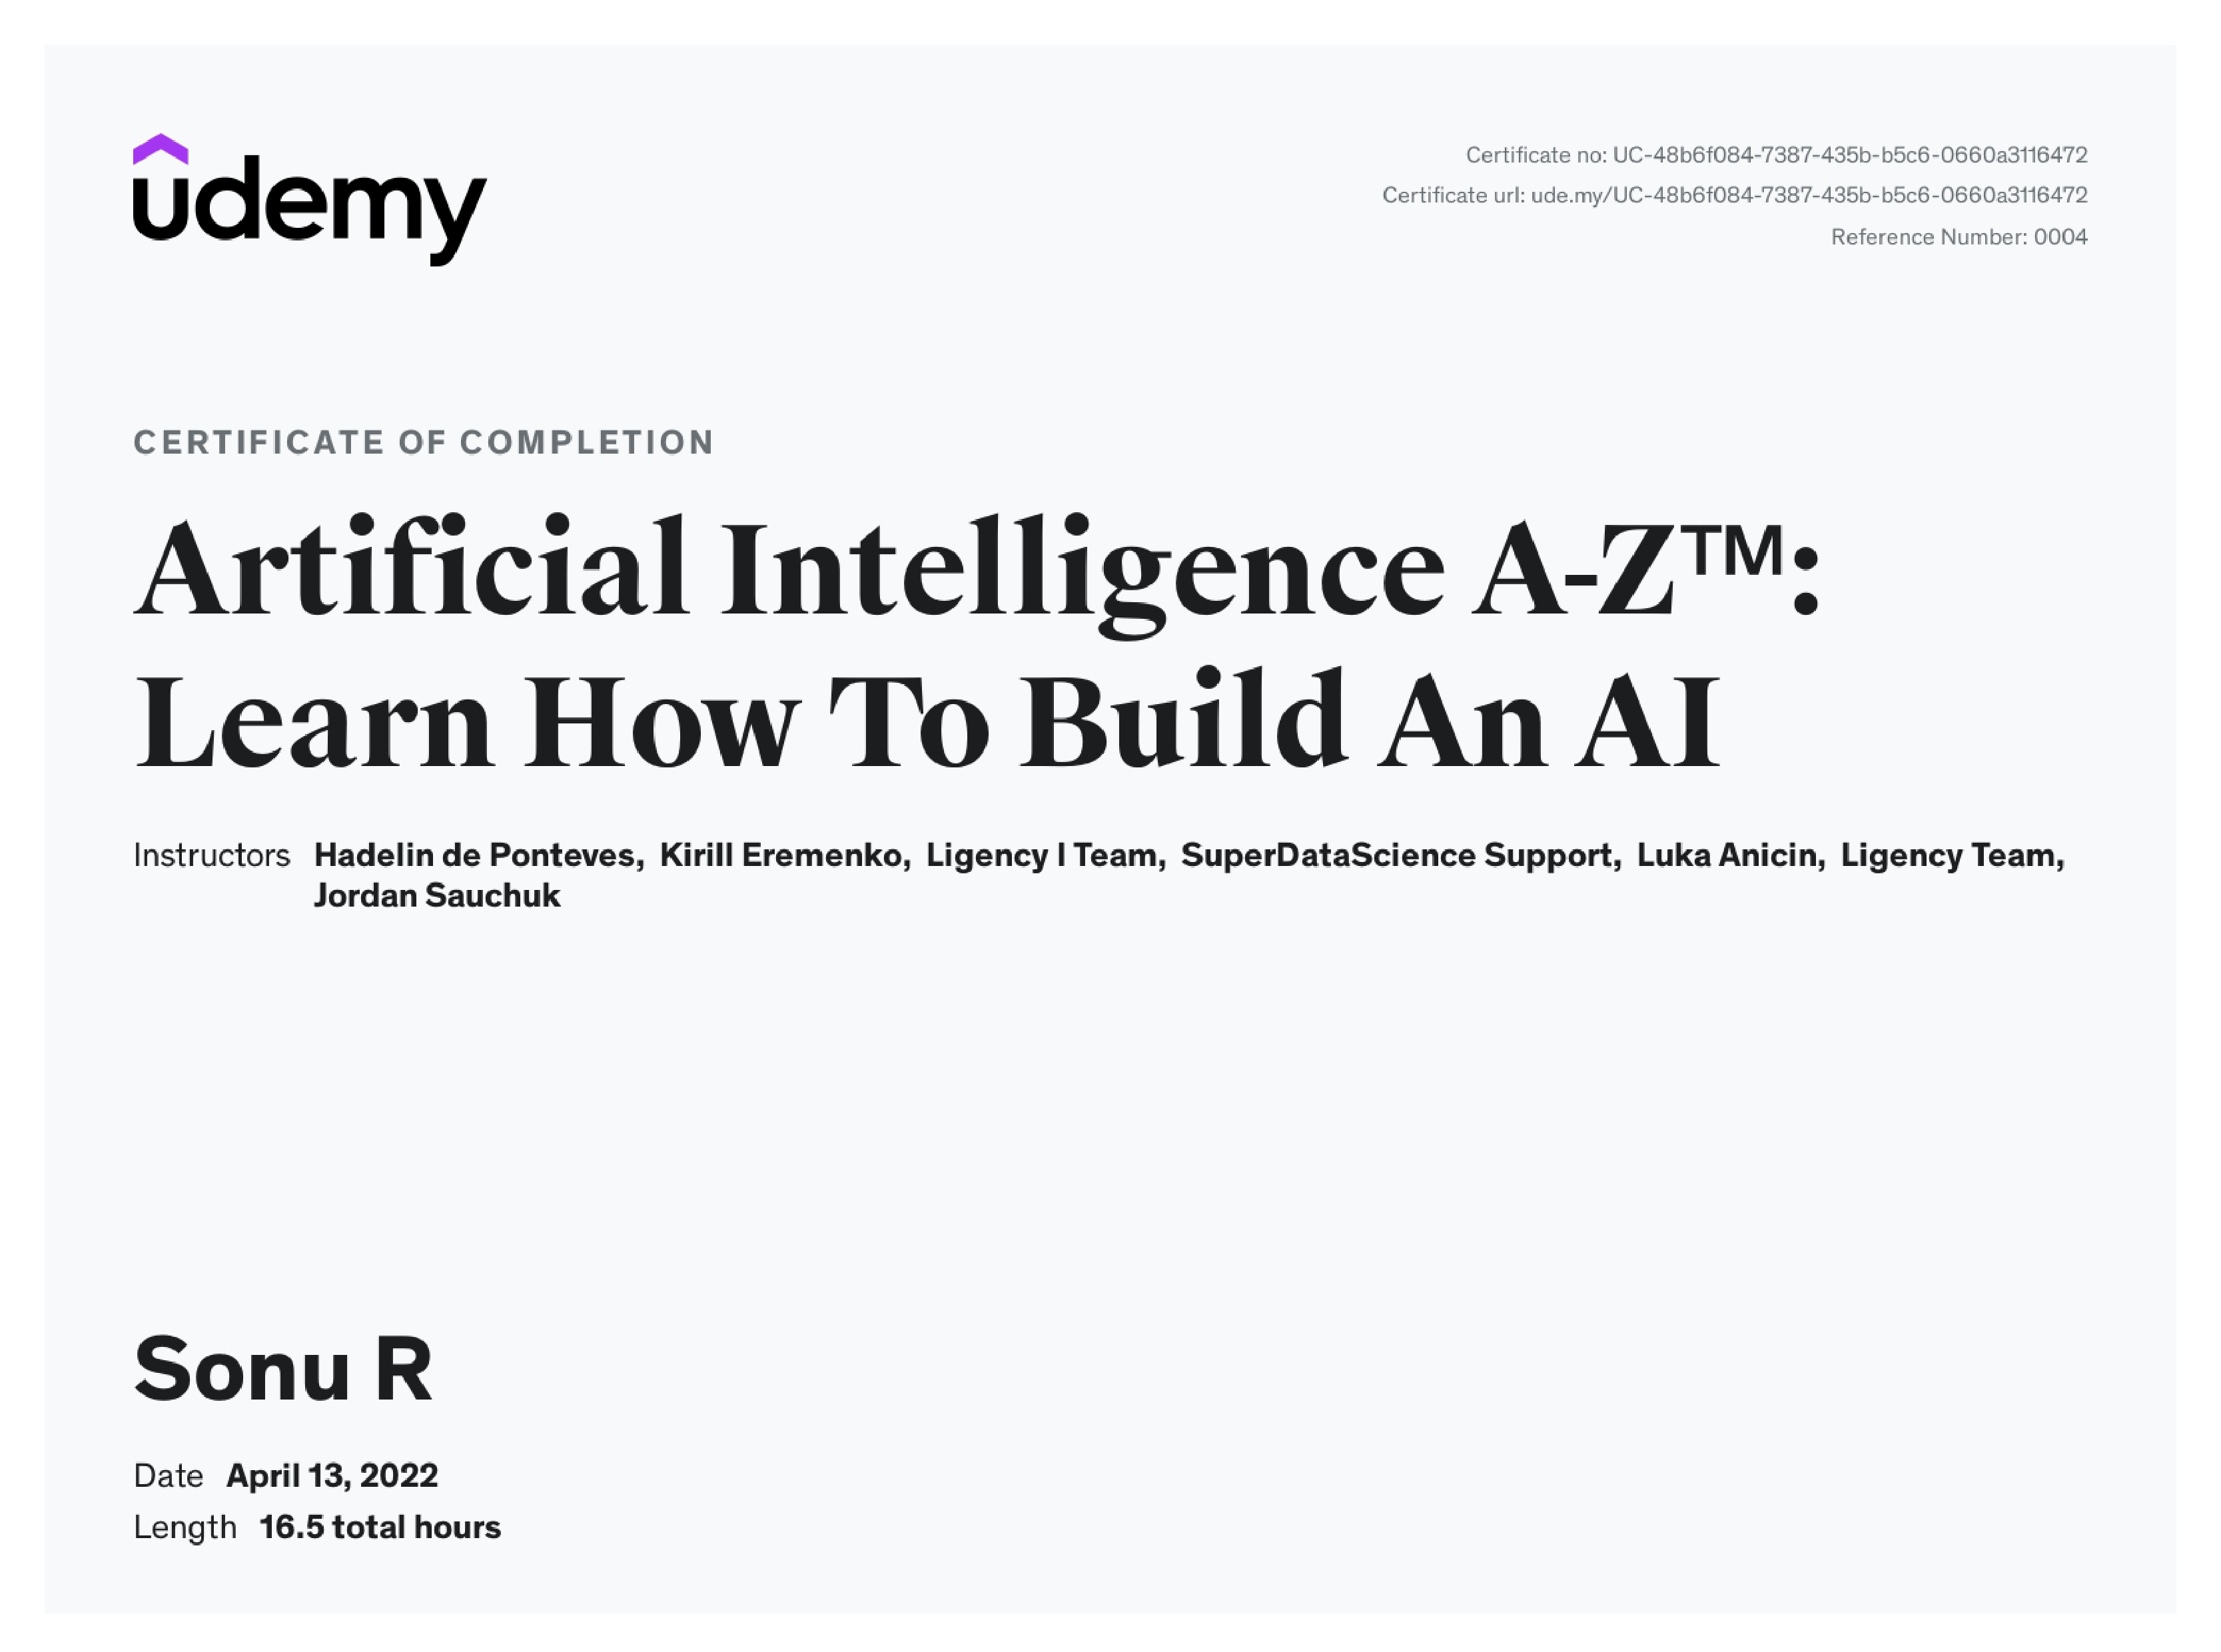 udemy
Certificate no: UC-48b6f084-7387-435b-b5c6-0660a3116472
Certificate url: ude.my/UC-48b6f084-7387-435b-b5c6-0660a3116472
Reference Number: 0004
CERTIFICATE OF COMPLETION
Artificial Intelligence A-Z™:
Learn How To Build An AI
Instructors Hadelin de Ponteves, Kirill Eremenko, Ligency I Team, SuperDataScience Support, Luka Anicin, Ligency Team,
Jordan Sauchuk
Sonu R
Date April 13, 2022
Length 16.5 total hours